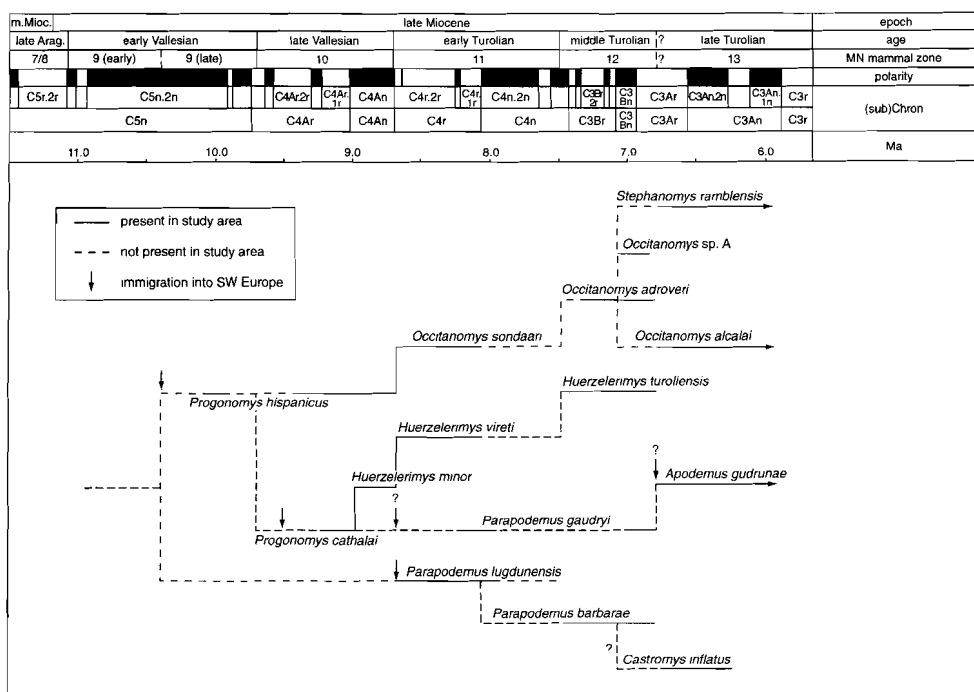 m.Mioc. late Miocene epoch
late Arag. early Vallesian late Vallesian early Turolian middle Turolian ? late Turolian age
7/8 9 (early) 9 (late) 10 11 12 ? 13 MN mammal zone
polarity
C5r.2r C5n.2n C4Ar.2r C4Ar.1r C4An C4r.2r C4r.1r C4n.2n C3Br.2r C3Bn C3Ar C3An.2n C3An.1n C3r (sub)Chron
C5n C4Ar C4An C4r C4n C3Br C3Bn C3Ar C3An C3r
11.0 10.0 9.0 8.0 7.0 6.0 Ma
present in study area
not present in study area
immigration into SW Europe
Stephanomys ramblensis
Occitanomys sp. A
Occitanomys adroveri
Occitanomys sondaari
Occitanomys alcalai
Progonomys hispanicus
Huerzelerimys turoliensis
Huerzelerimys vireti
?
Huerzelerimys minor
Apodemus gudrunae
?
Parapodemus gaudryi
Progonomys cathalai
Parapodemus lugdunensis
Parapodemus barbarae
?
Castromys inflatus